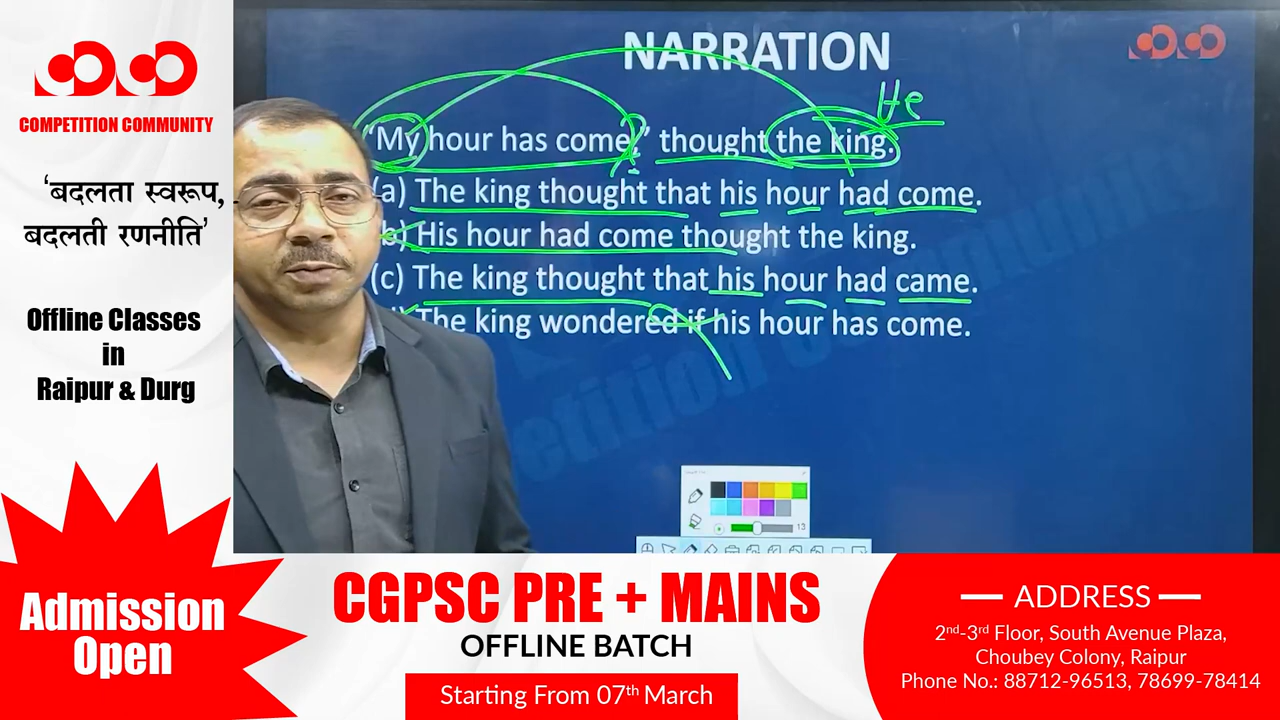 COMPETITION COMMUNITY
'बदलता स्वरूप,
बदलती रणनीति'
Offline Classes
in
Raipur & Durg
Admission
Open
NARRATION
He
"My hour has come," thought the king.
(a) The king thought that his hour had come.
b) His hour had come thought the king.
(c) The king thought that his hour had came.
The king wondered if his hour has come.
13
CGPSC PRE + MAINS
OFFLINE BATCH
Starting From 07th March
ADDRESS
2nd-3rd Floor, South Avenue Plaza,
Choubey Colony, Raipur
Phone No.: 88712-96513, 78699-78414